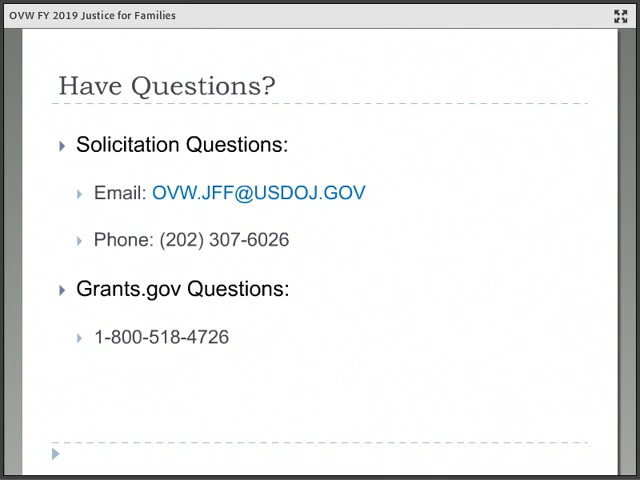 OVW FY 2019 Justice for Families
Have Questions?
Solicitation Questions:
Email: OVW.JFF@USDOJ.GOV
Phone: (202) 307-6026
Grants.gov Questions:
1-800-518-4726